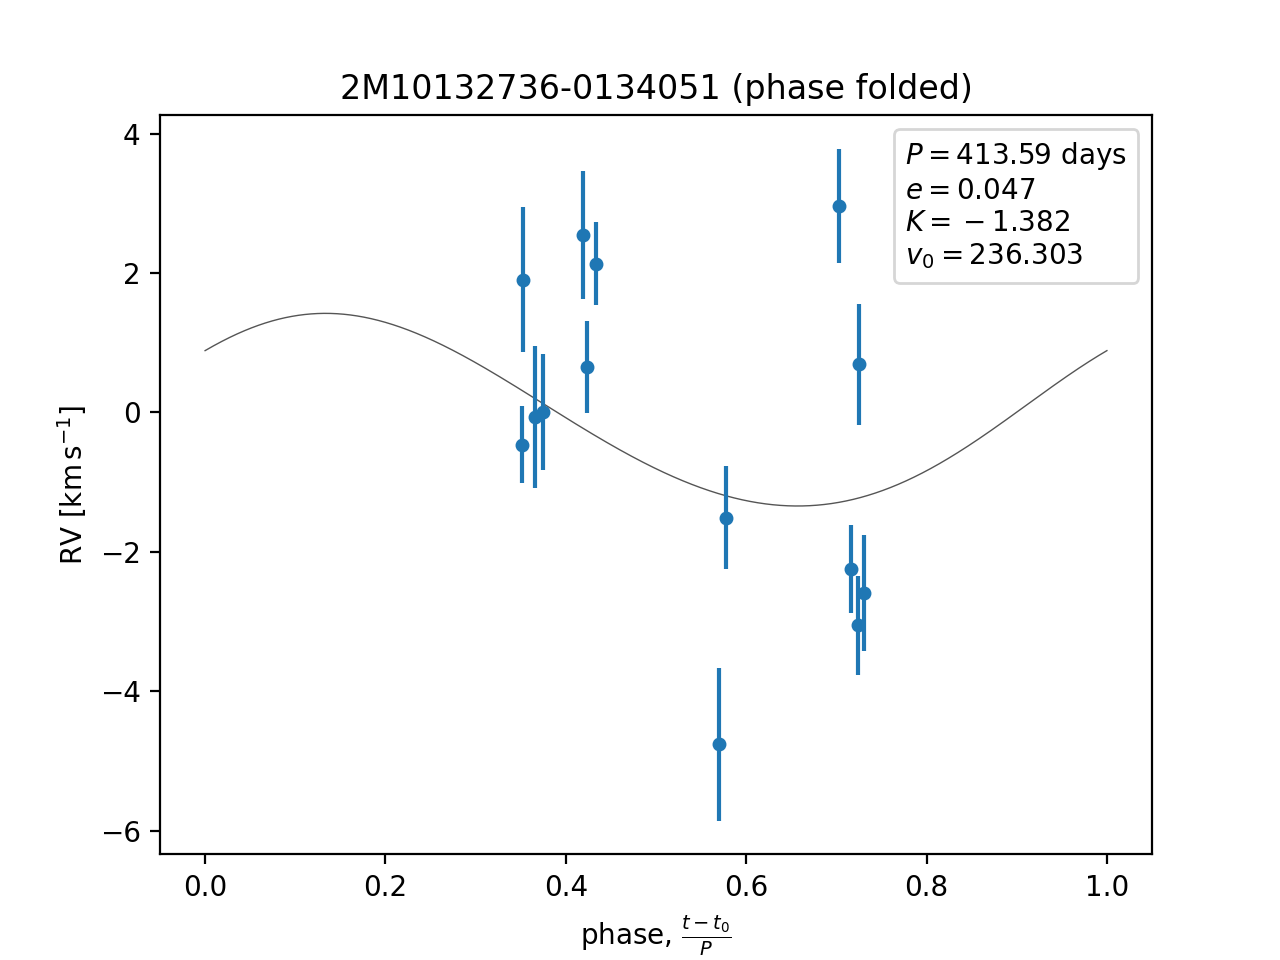 2M10132736-0134051 (phase folded)
P = 413.59 days
e = 0.047
K = −1.382
v₀ = 236.303
4
2
0
−2
−4
−6
RV [km s⁻¹]
0.0 0.2 0.4 0.6 0.8 1.0
phase, (t − t₀)/P